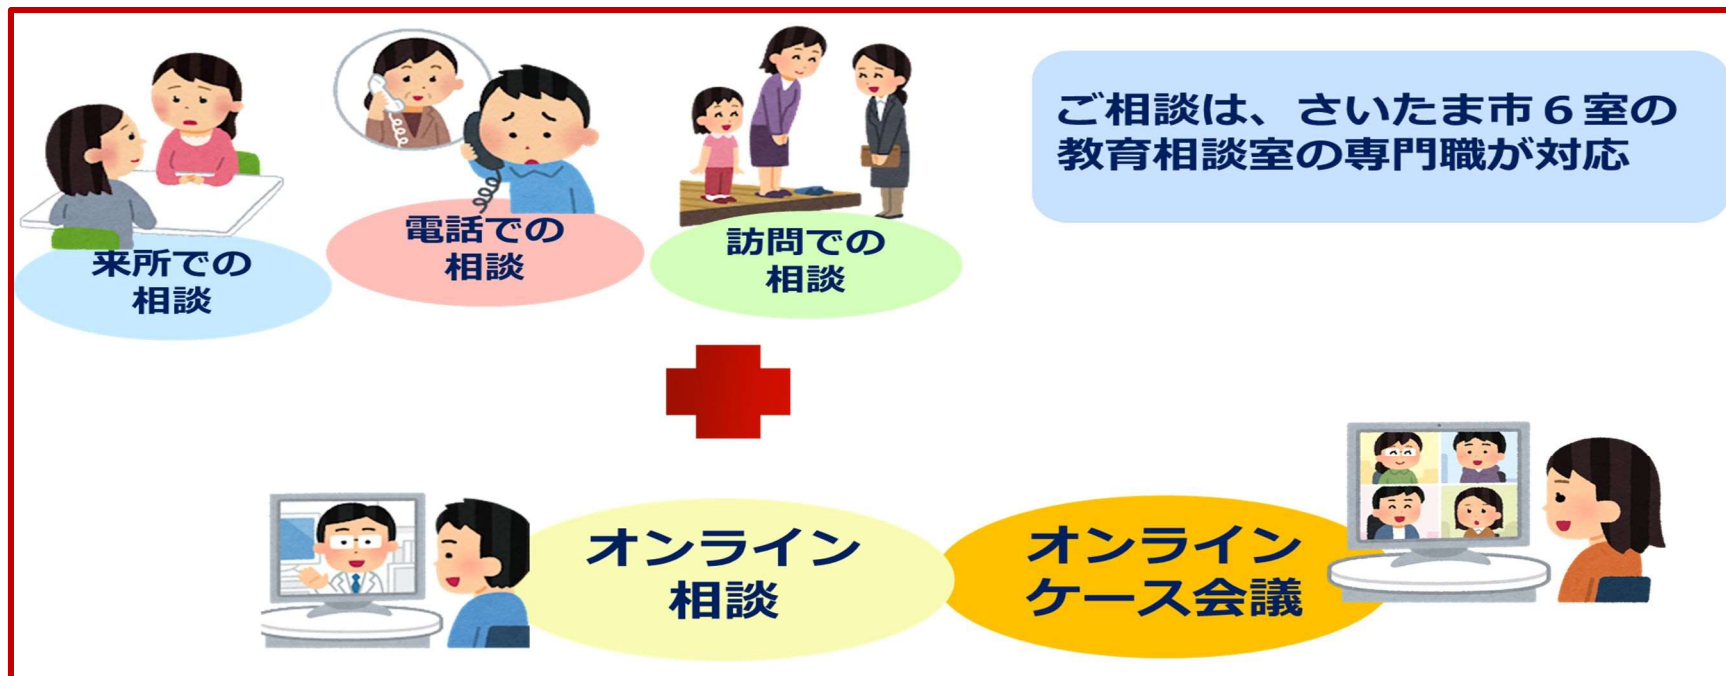 ご相談は、さいたま市６室の
教育相談室の専門職が対応
来所での
相談
電話での
相談
訪問での
相談
オンライン
相談
オンライン
ケース会議